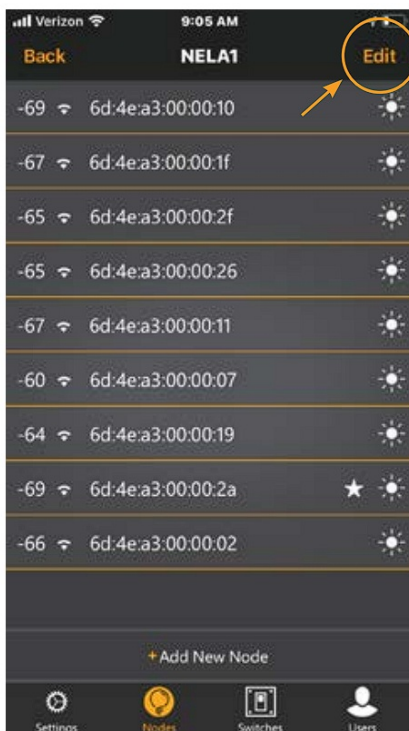 Verizon 9:05 AM
Back NELA1 Edit
-69 6d:4e:a3:00:00:10
-67 6d:4e:a3:00:00:1f
-65 6d:4e:a3:00:00:2f
-65 6d:4e:a3:00:00:26
-67 6d:4e:a3:00:00:11
-60 6d:4e:a3:00:00:07
-64 6d:4e:a3:00:00:19
-69 6d:4e:a3:00:00:2a
-66 6d:4e:a3:00:00:02
+Add New Node
Settings Nodes Switches Users